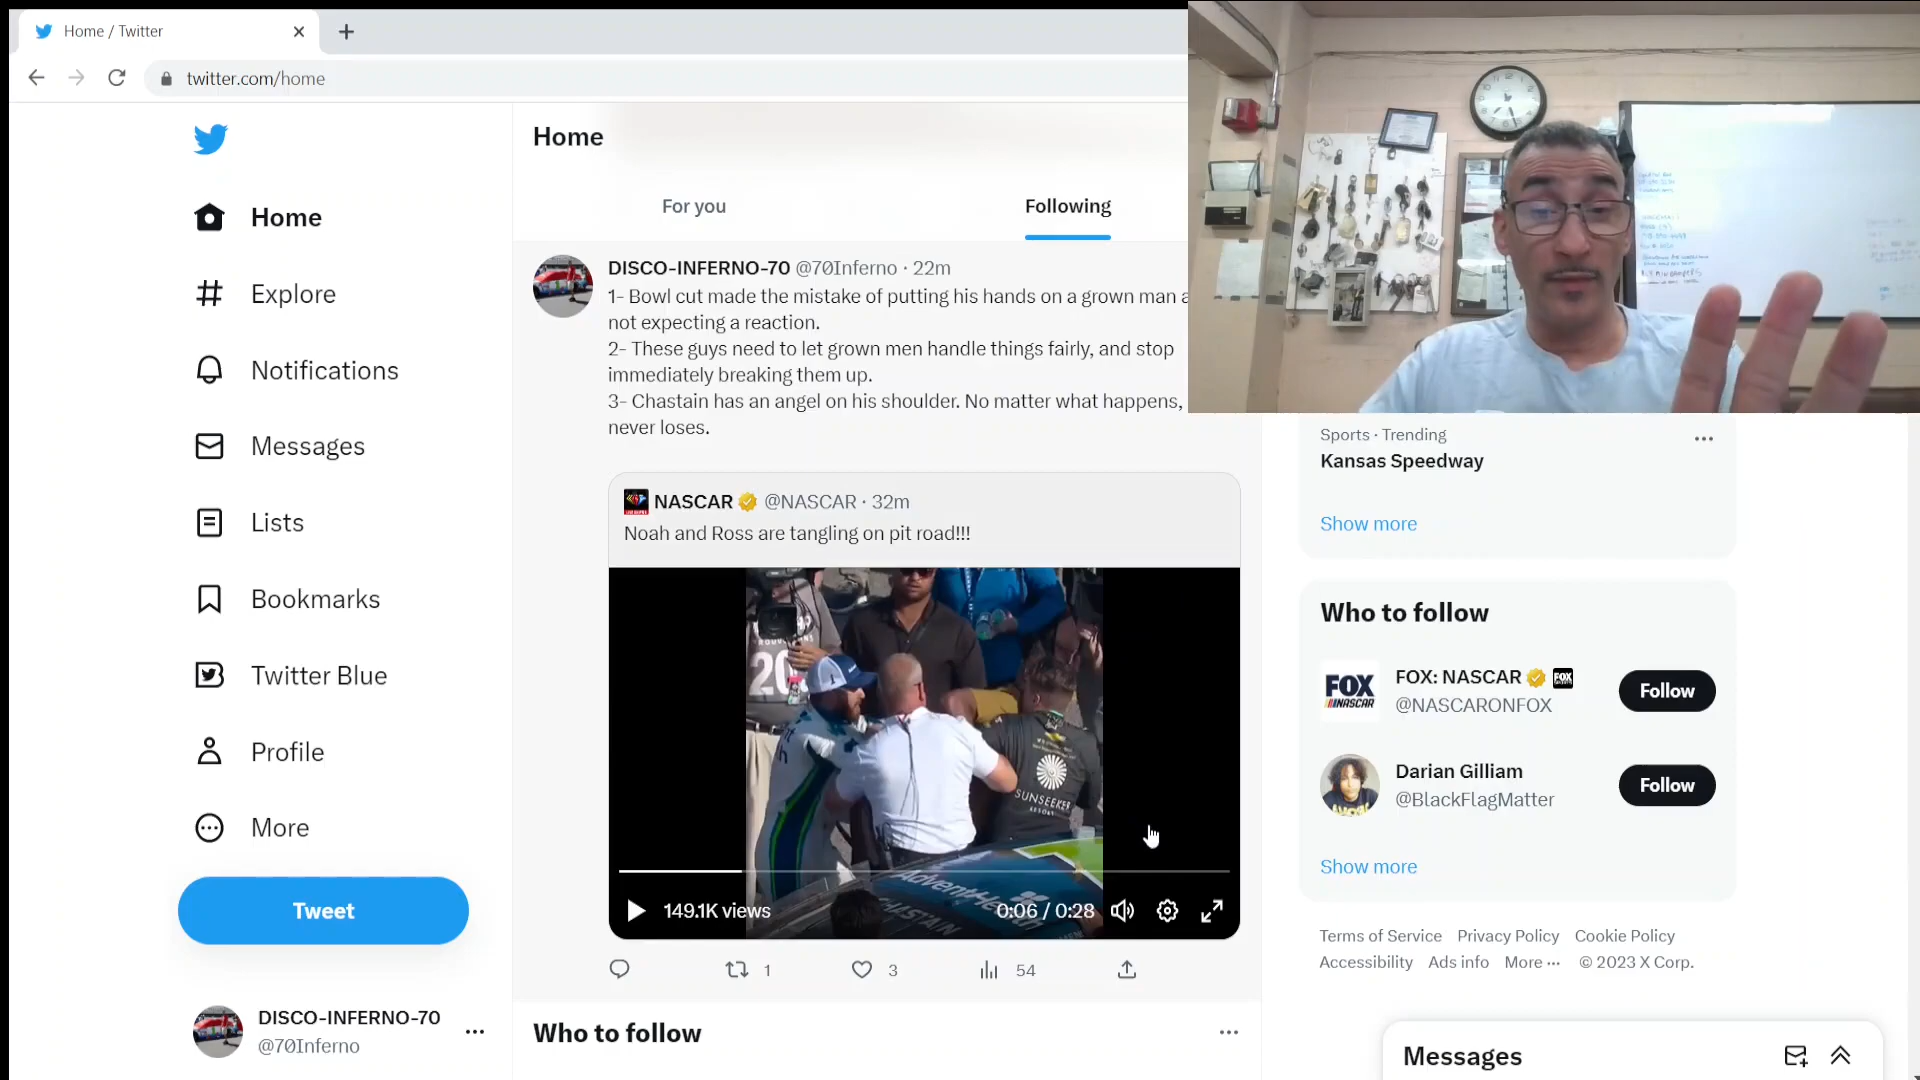 Home / Twitter
twitter.com/home
Home
Explore
Notifications
Messages
Lists
Bookmarks
Twitter Blue
Profile
More
Tweet
DISCO-INFERNO-70
@70Inferno
Home
For you
Following
DISCO-INFERNO-70 @70Inferno · 22m
1- Bowl cut made the mistake of putting his hands on a grown man
not expecting a reaction.
2- These guys need to let grown men handle things fairly, and stop
immediately breaking them up.
3- Chastain has an angel on his shoulder. No matter what happens,
never loses.
NASCAR @NASCAR · 32m
Noah and Ross are tangling on pit road!!!
20
SUNSEEKER
RESORT
AdventHealth
CHASTAIN
149.1K views
0:06 / 0:28
1
3
54
Who to follow
Sports · Trending
Kansas Speedway
Show more
Who to follow
FOX
NASCAR
FOX: NASCAR
@NASCARONFOX
Follow
Darian Gilliam
@BlackFlagMatter
Follow
Show more
Terms of Service Privacy Policy Cookie Policy
Accessibility Ads info More ··· © 2023 X Corp.
Messages